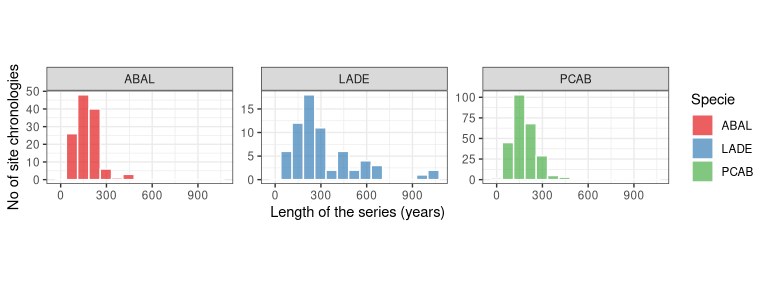 ABAL
LADE
PCAB
No of site chronologies
50
40
30
20
10
0
15
10
5
0
100
75
50
25
0
0 300 600 900
0 300 600 900
0 300 600 900
Length of the series (years)
Specie
ABAL
LADE
PCAB